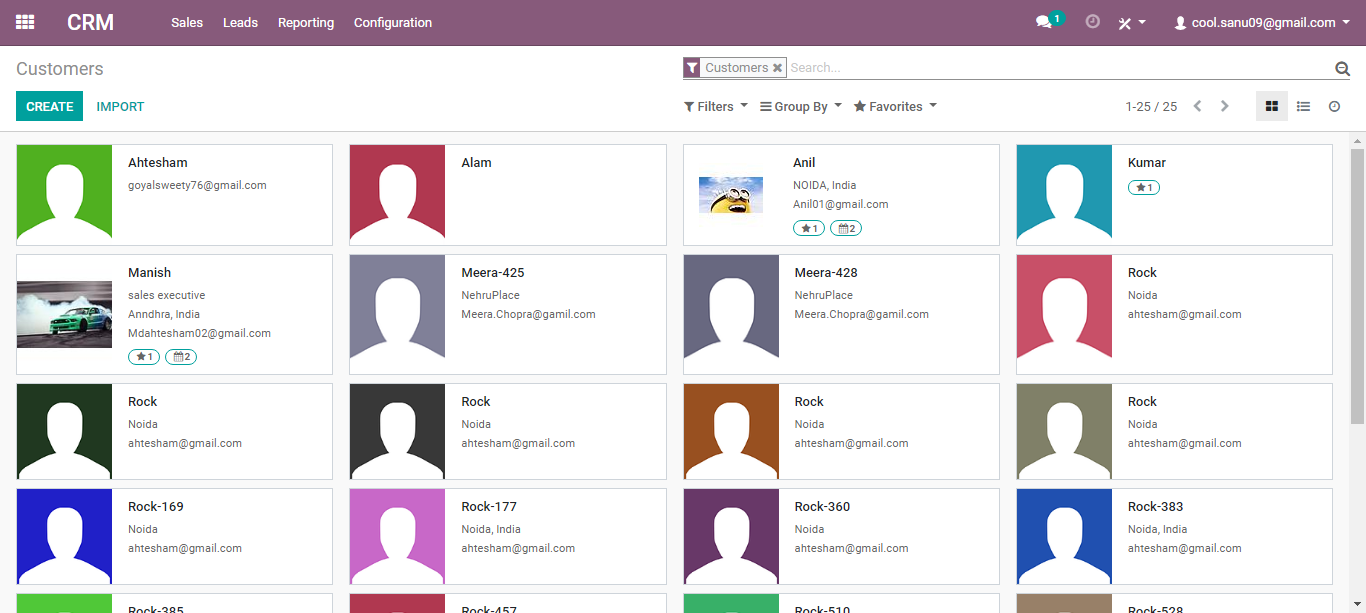 CRM Sales Leads Reporting Configuration 1 cool.sanu09@gmail.com
Customers
Customers Search...
CREATE IMPORT
Filters Group By Favorites 1-25 / 25
Ahtesham
goyalsweety76@gmail.com
Alam
Anil
NOIDA, India
Anil01@gmail.com
1 2
Kumar
1
Manish
sales executive
Anndhra, India
Mdahtesham02@gmail.com
1 2
Meera-425
NehruPlace
Meera.Chopra@gamil.com
Meera-428
NehruPlace
Meera.Chopra@gamil.com
Rock
Noida
ahtesham@gmail.com
Rock
Noida
ahtesham@gmail.com
Rock
Noida
ahtesham@gmail.com
Rock
Noida
ahtesham@gmail.com
Rock
Noida
ahtesham@gmail.com
Rock-169
Noida
ahtesham@gmail.com
Rock-177
Noida, India
ahtesham@gmail.com
Rock-360
Noida
ahtesham@gmail.com
Rock-383
Noida, India
ahtesham@gmail.com
Rock-385
Rock-457
Rock-510
Rock-528